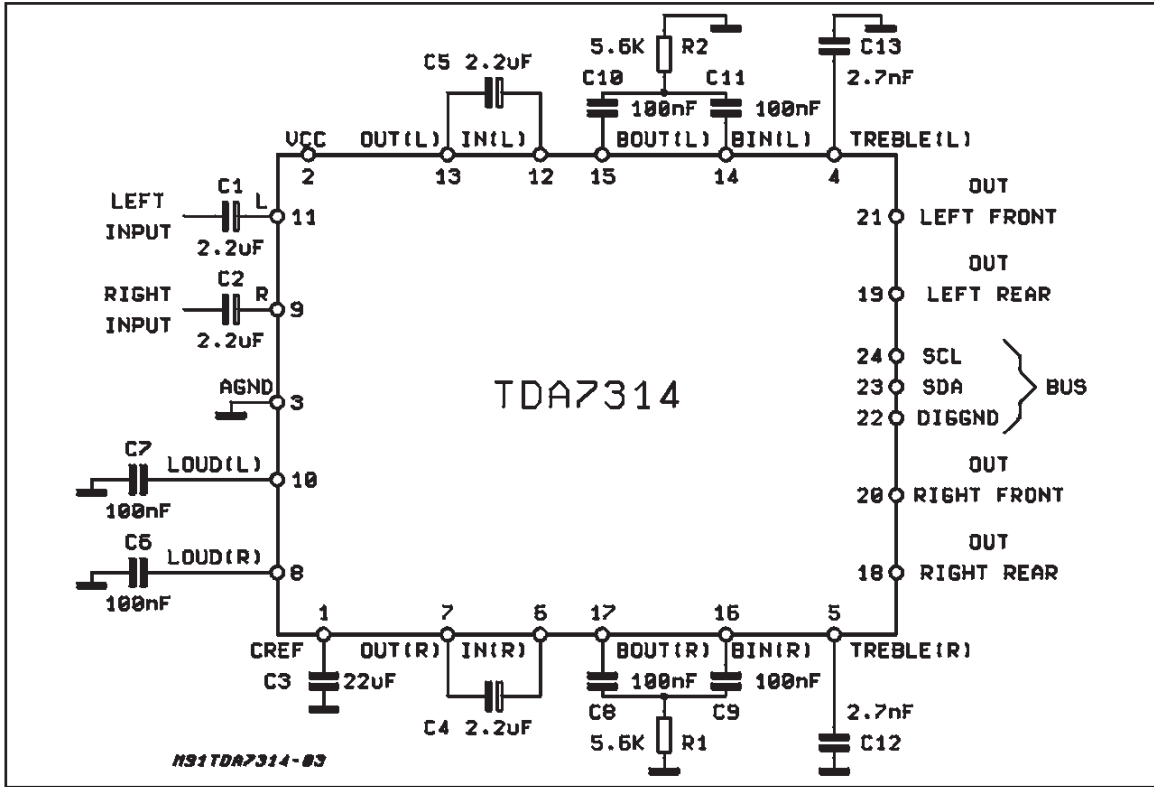 5.6K R2
C13
2.7nF
C5 2.2uF
C10 C11
100nF 100nF
VCC OUT(L) IN(L) BOUT(L) BIN(L) TREBLE(L)
2 13 12 15 14 4
LEFT INPUT
C1 L
11
2.2uF
RIGHT INPUT
C2 R
9
2.2uF
AGND
3
C7 LOUD(L)
10
100nF
C6 LOUD(R)
8
100nF
TDA7314
OUT
21 LEFT FRONT
OUT
19 LEFT REAR
24 SCL
23 SDA BUS
22 DIGGND
OUT
20 RIGHT FRONT
OUT
18 RIGHT REAR
1 7 6 17 16 5
CREF OUT(R) IN(R) BOUT(R) BIN(R) TREBLE(R)
C3 22uF
100nF 100nF
C4 2.2uF
C8 C9
5.6K R1
2.7nF
C12
M91TDA7314-03